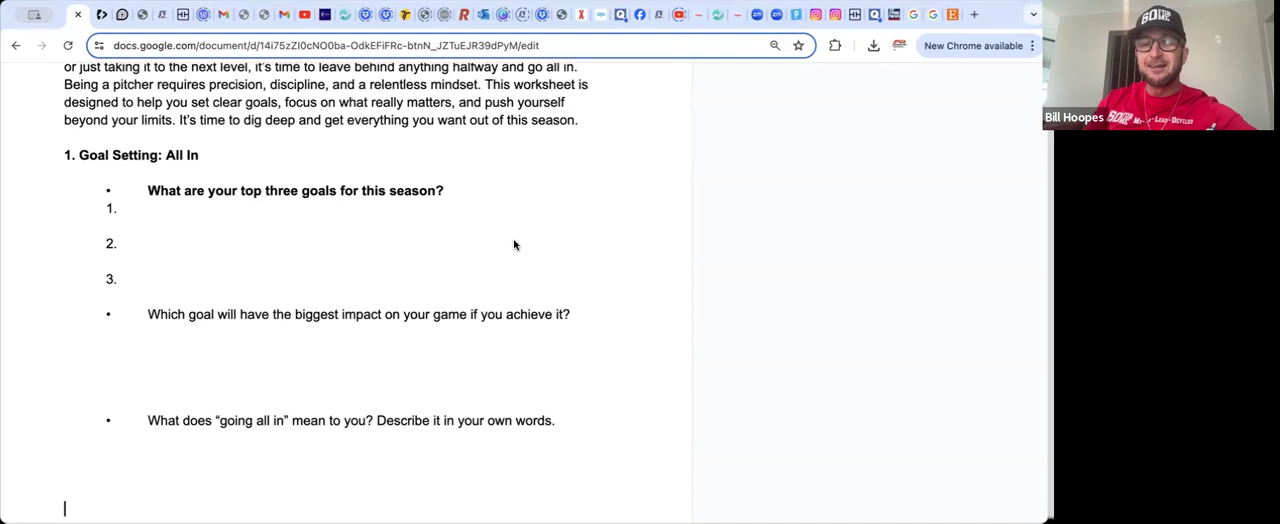 docs.google.com/document/d/14i75zZI0cNO0ba-OdkEFiFRc-btnN_JZTuEJR39dPyM/edit
New Chrome available
or just taking it to the next level, it’s time to leave behind anything halfway and go all in.
Being a pitcher requires precision, discipline, and a relentless mindset. This worksheet is
designed to help you set clear goals, focus on what really matters, and push yourself
beyond your limits. It’s time to dig deep and get everything you want out of this season.
1. Goal Setting: All In
• What are your top three goals for this season?
1.
2.
3.
• Which goal will have the biggest impact on your game if you achieve it?
• What does “going all in” mean to you? Describe it in your own words.
Bill Hoopes